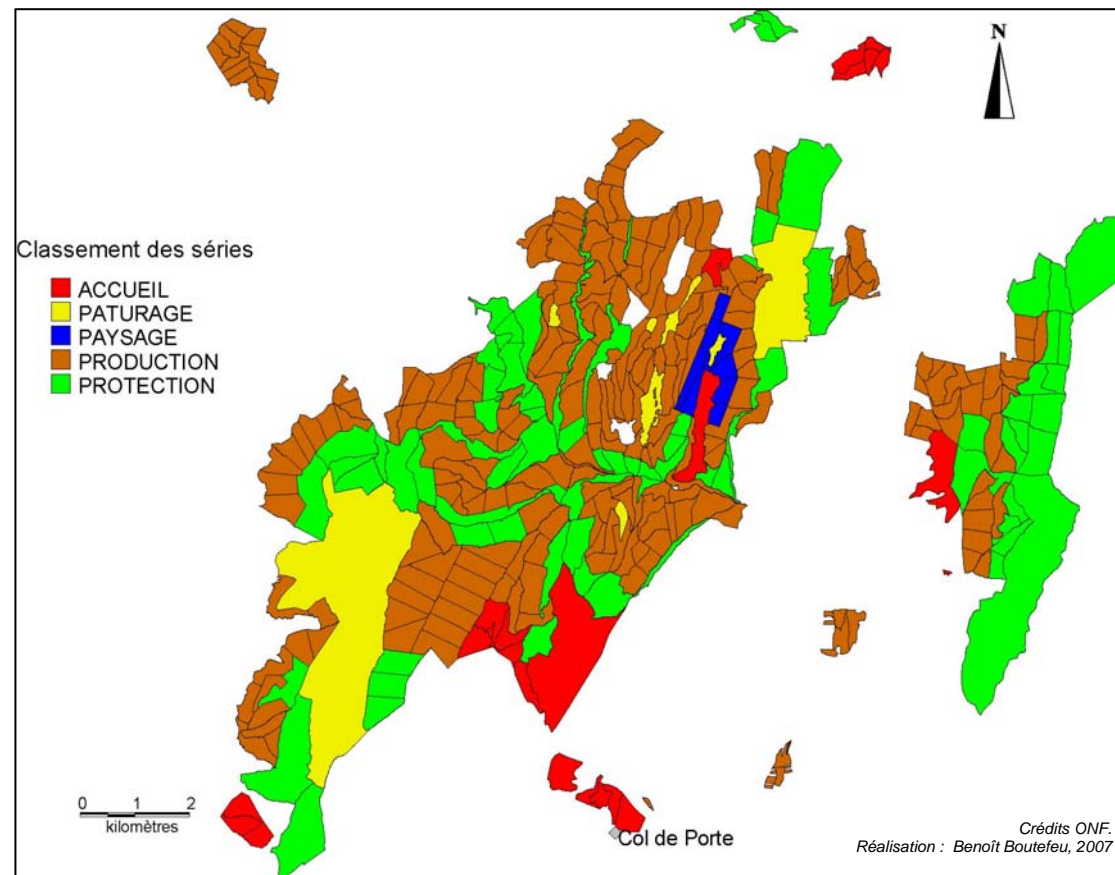 N
Classement des séries
ACCUEIL
PATURAGE
PAYSAGE
PRODUCTION
PROTECTION
0 1 2
kilomètres
Col de Porte
Crédits ONF.
Réalisation : Benoît Boutefeu, 2007